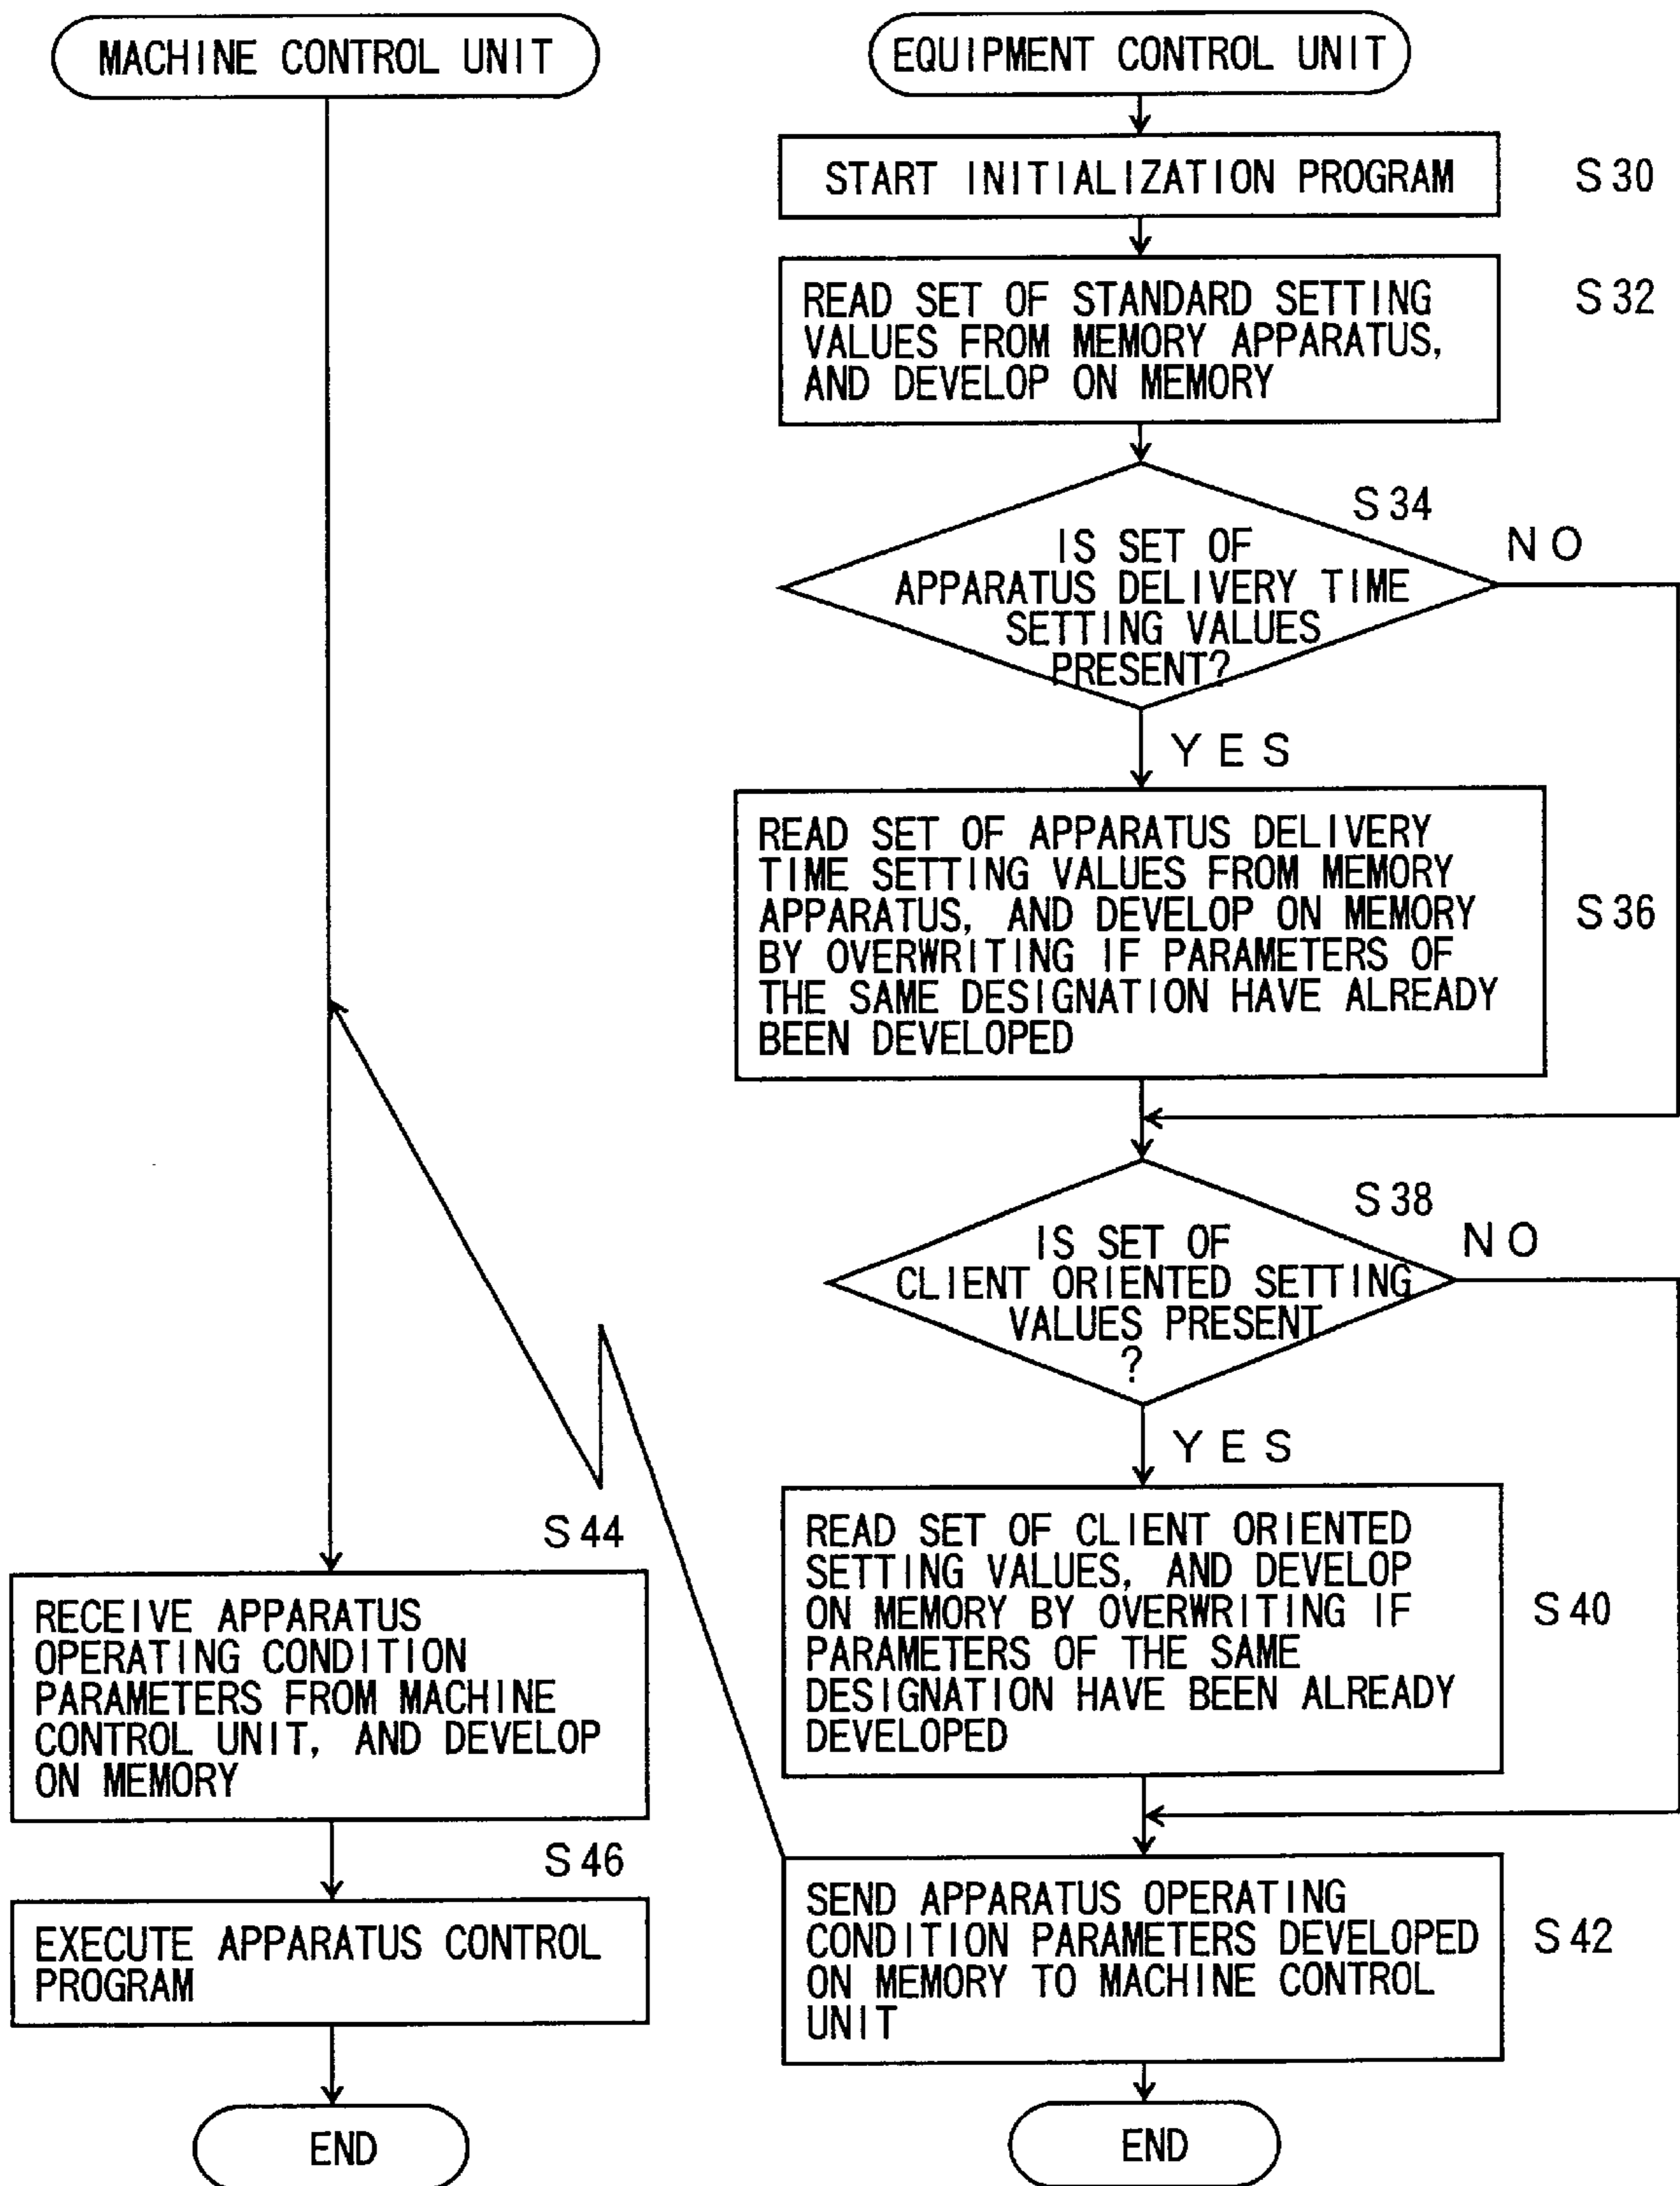 MACHINE CONTROL UNIT
EQUIPMENT CONTROL UNIT
START INITIALIZATION PROGRAM
S30
READ SET OF STANDARD SETTING
VALUES FROM MEMORY APPARATUS,
AND DEVELOP ON MEMORY
S32
S34
IS SET OF
APPARATUS DELIVERY TIME
SETTING VALUES
PRESENT?
NO
YES
READ SET OF APPARATUS DELIVERY
TIME SETTING VALUES FROM MEMORY
APPARATUS, AND DEVELOP ON MEMORY
BY OVERWRITING IF PARAMETERS OF
THE SAME DESIGNATION HAVE ALREADY
BEEN DEVELOPED
S36
S38
IS SET OF
CLIENT ORIENTED SETTING
VALUES PRESENT
?
NO
YES
READ SET OF CLIENT ORIENTED
SETTING VALUES, AND DEVELOP
ON MEMORY BY OVERWRITING IF
PARAMETERS OF THE SAME
DESIGNATION HAVE BEEN ALREADY
DEVELOPED
S40
SEND APPARATUS OPERATING
CONDITION PARAMETERS DEVELOPED
ON MEMORY TO MACHINE CONTROL
UNIT
S42
END
S44
RECEIVE APPARATUS
OPERATING CONDITION
PARAMETERS FROM MACHINE
CONTROL UNIT, AND DEVELOP
ON MEMORY
S46
EXECUTE APPARATUS CONTROL
PROGRAM
END